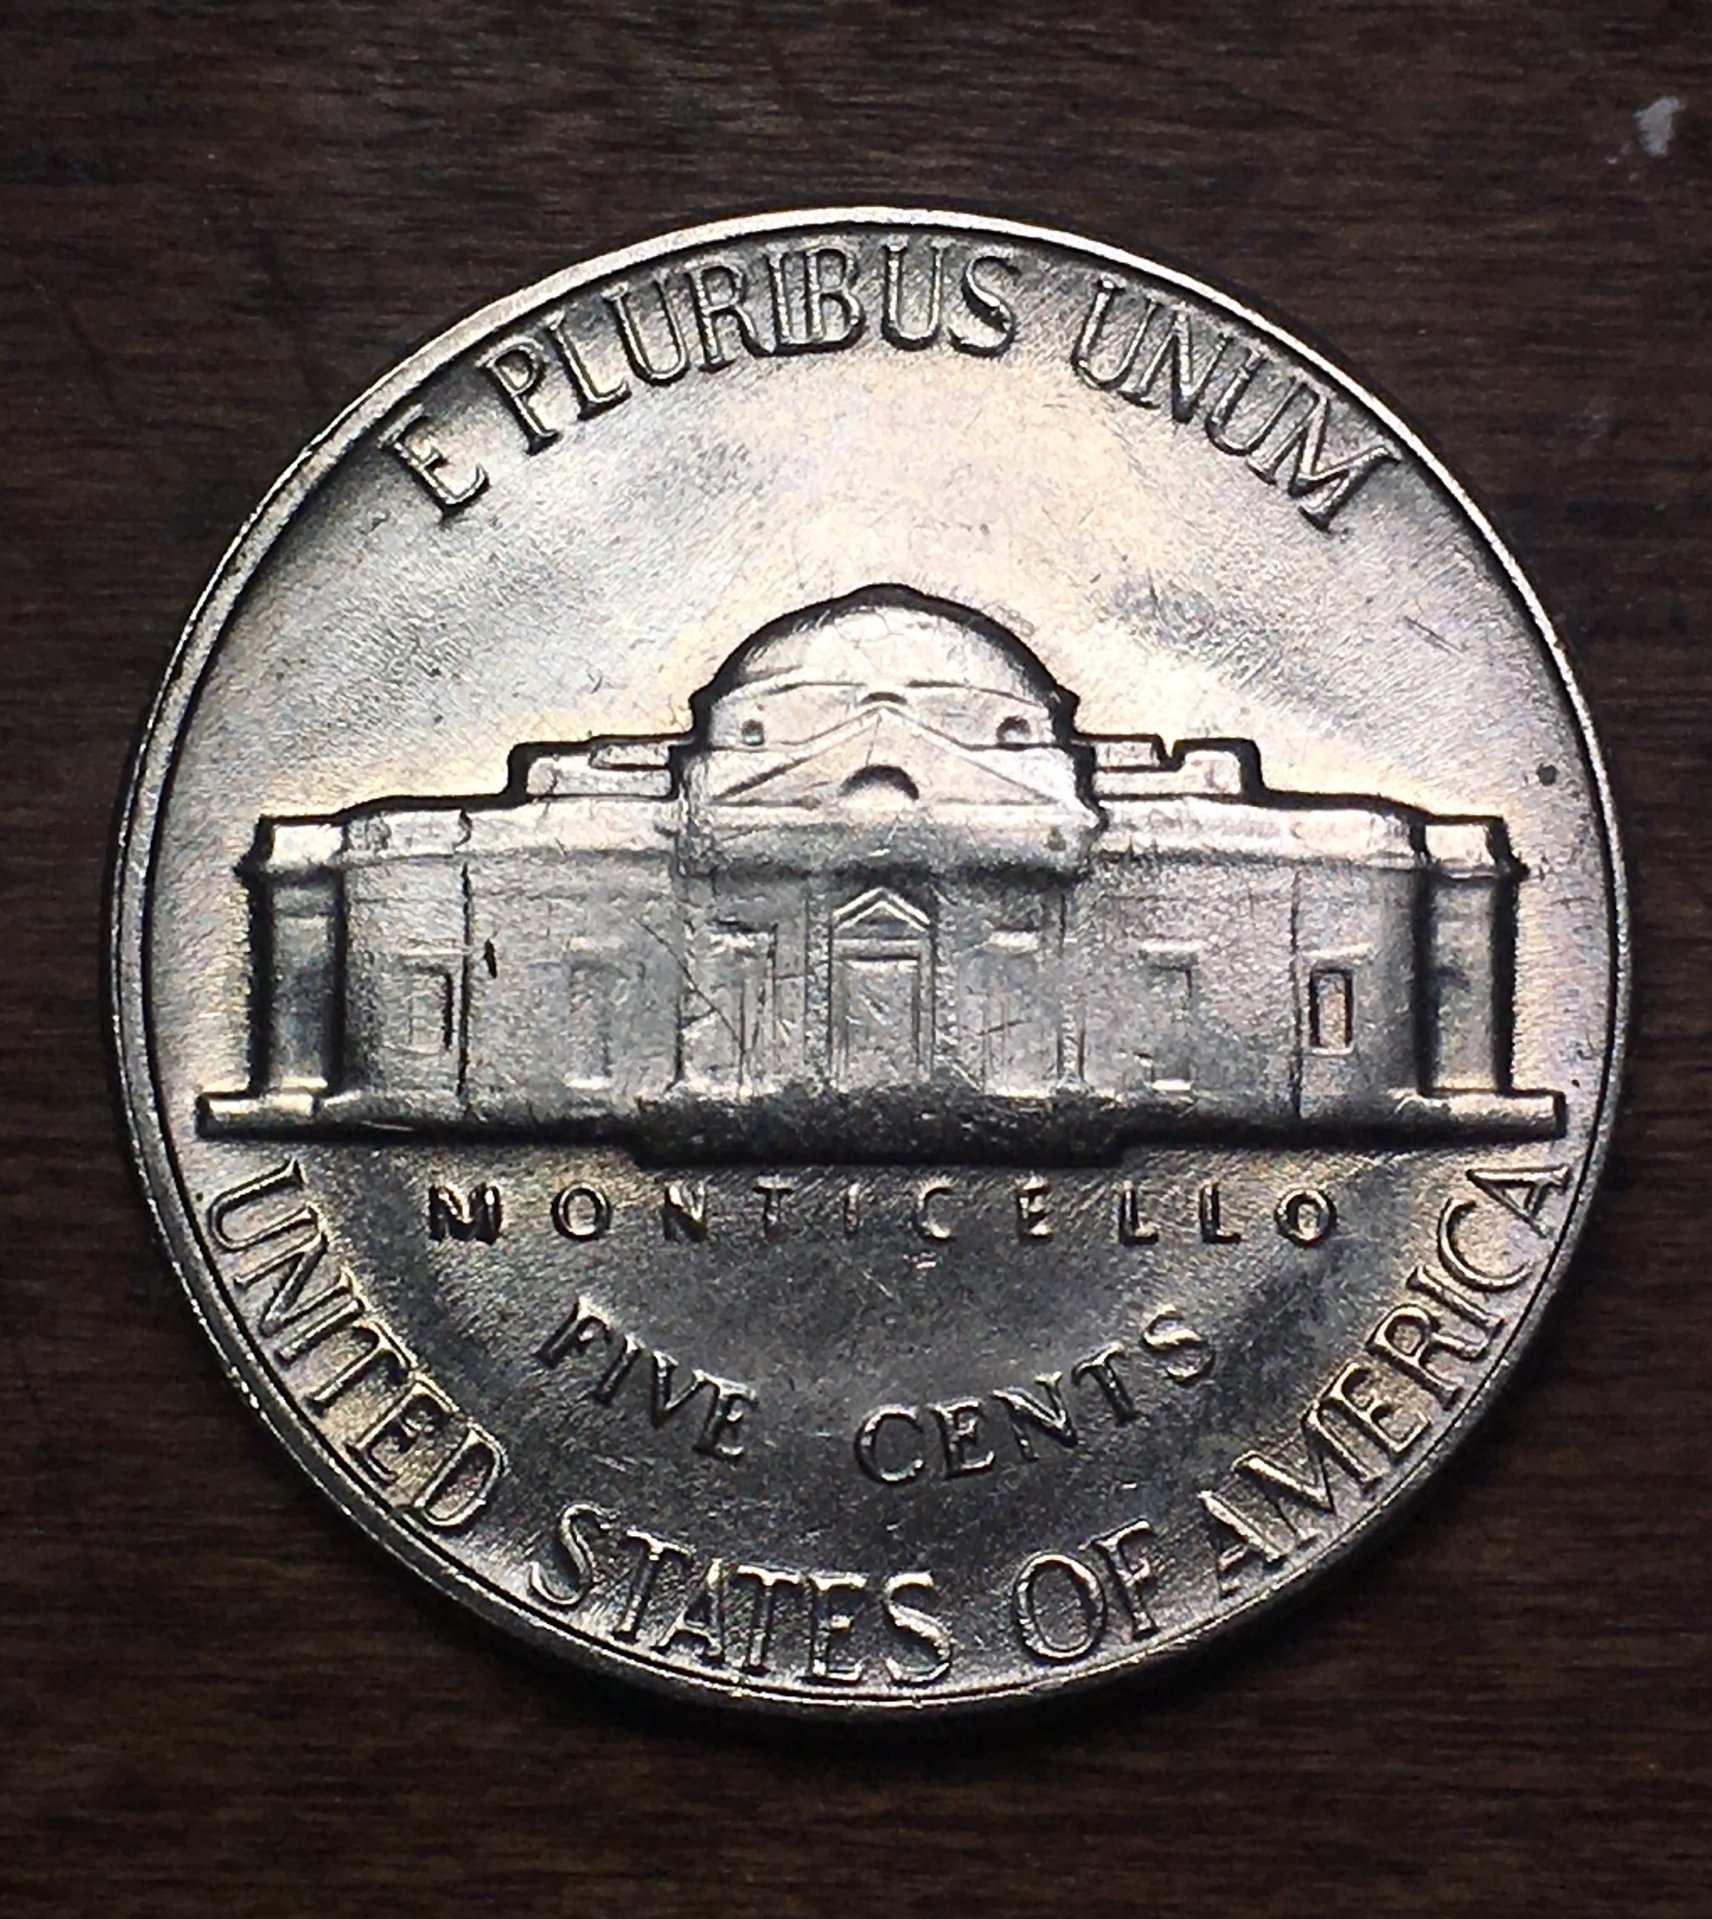 E PLURIBUS UNUM
MONTICELLO
FIVE CENTS
UNITED STATES OF AMERICA